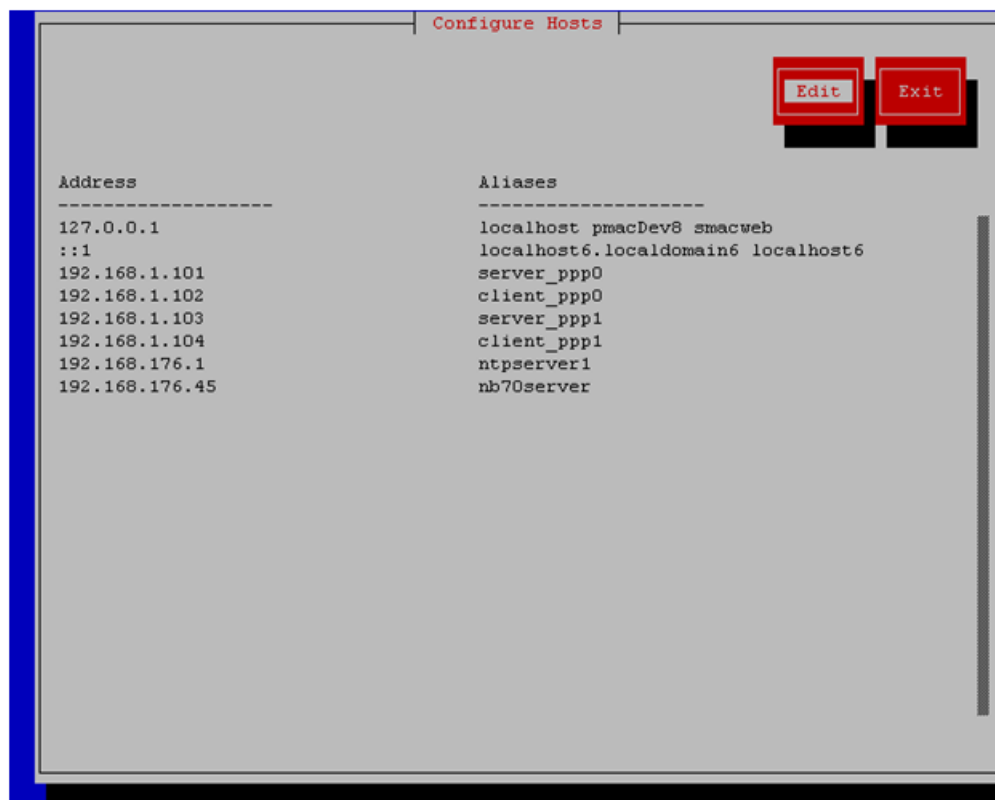 Configure Hosts
Edit Exit
Address Aliases
------------------- --------------------
127.0.0.1 localhost pmacDev8 smacweb
::1 localhost6.localdomain6 localhost6
192.168.1.101 server_ppp0
192.168.1.102 client_ppp0
192.168.1.103 server_ppp1
192.168.1.104 client_ppp1
192.168.176.1 ntpserver1
192.168.176.45 nb70server